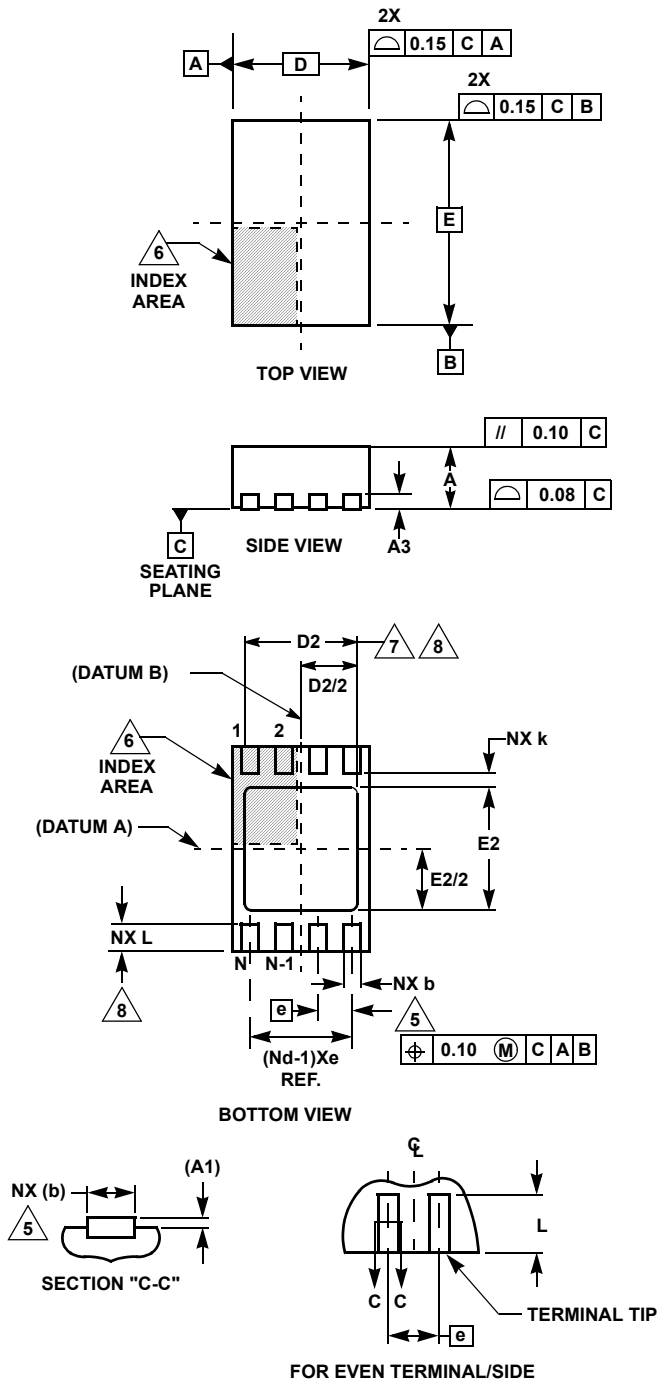 2X
⌓ 0.15 C A
A
D
2X
⌓ 0.15 C B
E
6
INDEX
AREA
B
TOP VIEW
// 0.10 C
A
⌓ 0.08 C
C
SEATING
PLANE
SIDE VIEW
A3
D2
7
8
(DATUM B)
D2/2
1
2
6
INDEX
AREA
NX k
(DATUM A)
E2
E2/2
NX L
N
N-1
NX b
8
e
5
(Nd-1)Xe
REF.
⌖ 0.10 Ⓜ C A B
BOTTOM VIEW
(A1)
NX (b)
5
SECTION "C-C"
℄
L
C
C
TERMINAL TIP
e
FOR EVEN TERMINAL/SIDE